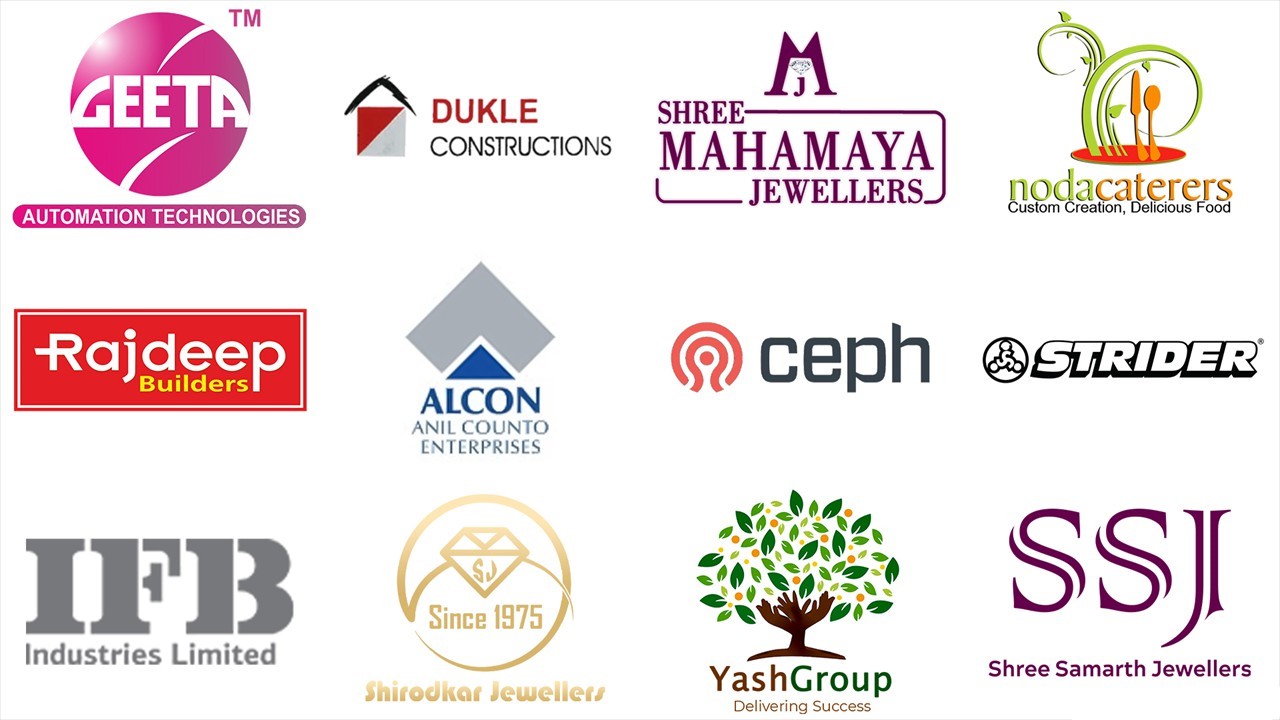 GEETA
TM
AUTOMATION TECHNOLOGIES
DUKLE
CONSTRUCTIONS
MJ
SHREE
MAHAMAYA
JEWELLERS
nodacaterers
Custom Creation, Delicious Food
Rajdeep
Builders
ALCON
ANIL COUNTO
ENTERPRISES
ceph
STRIDER®
IFB
Industries Limited
SJ
Since 1975
Shirodkar Jewellers
YashGroup
Delivering Success
SSJ
Shree Samarth Jewellers